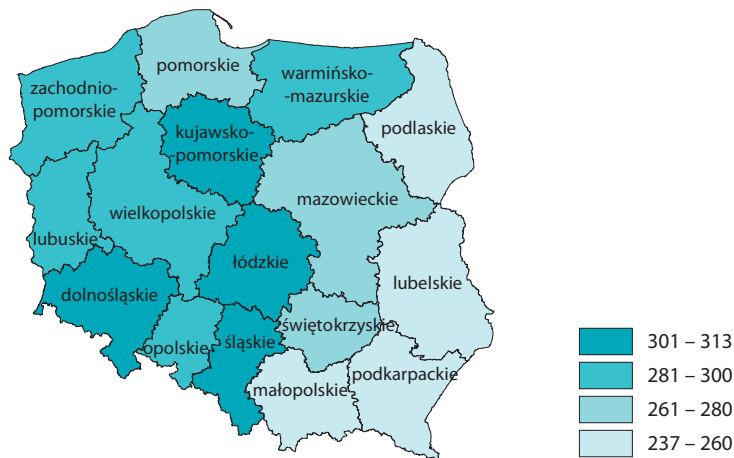 pomorskie
warmińsko-
-mazurskie
zachodnio-
pomorskie
podlaskie
kujawsko-
-pomorskie
mazowieckie
wielkopolskie
lubuskie
łódzkie
lubelskie
dolnośląskie
świętokrzyskie
opolskie
śląskie
podkarpackie
małopolskie
301 – 313
281 – 300
261 – 280
237 – 260